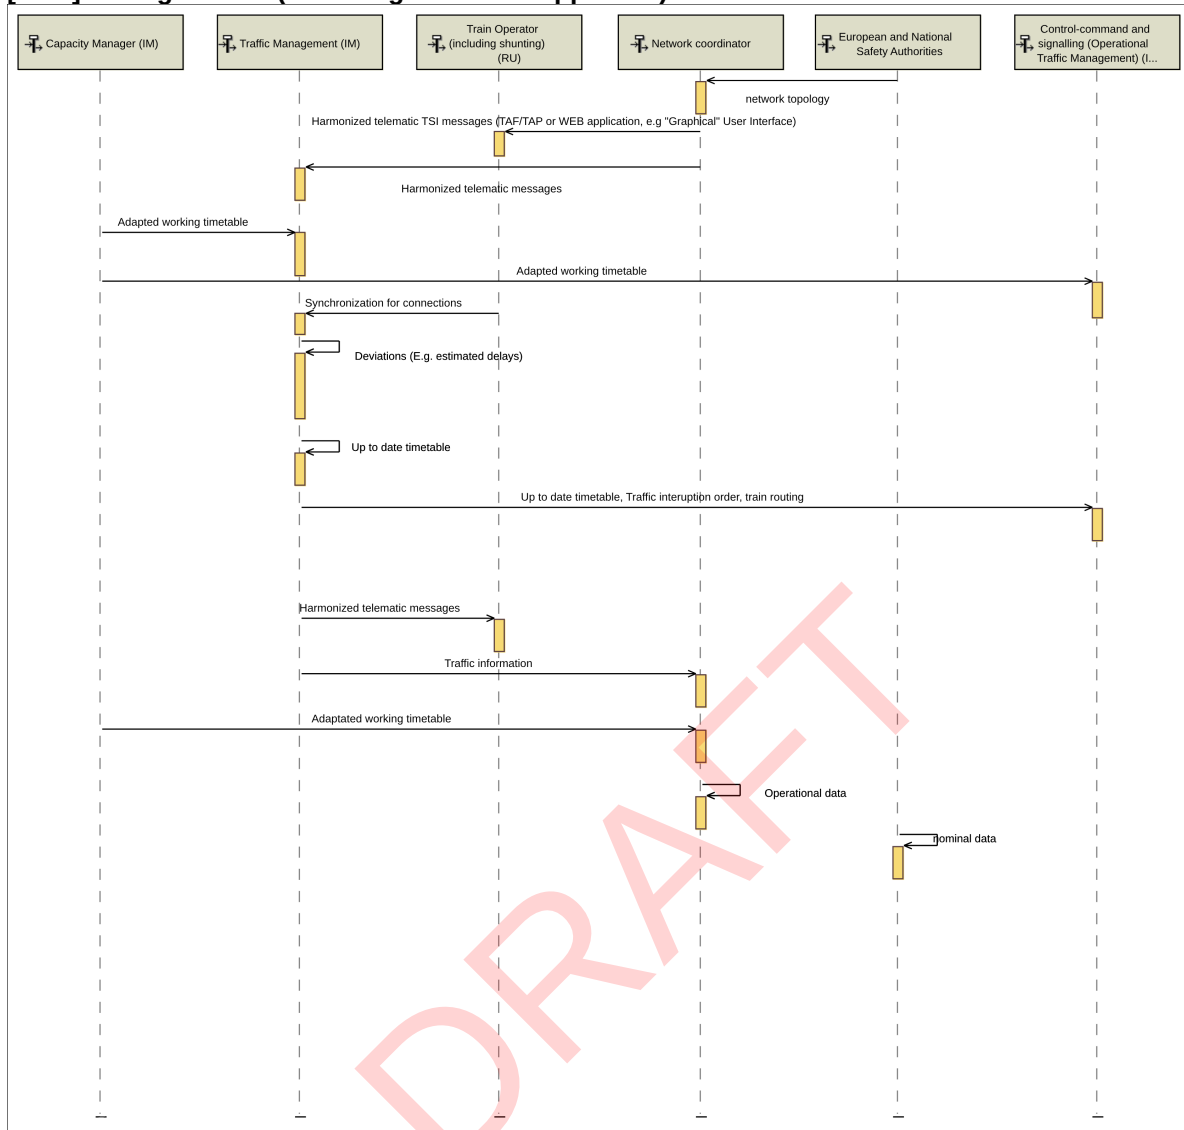 Capacity Manager (IM)
Traffic Management (IM)
Train Operator
(including shunting)
(RU)
Network coordinator
European and National
Safety Authorities
Control-command and
signalling (Operational
Traffic Management) (I...
network topology
Harmonized telematic TSI messages (TAF/TAP or WEB application, e.g "Graphical" User Interface)
Harmonized telematic messages
Adapted working timetable
Adapted working timetable
Synchronization for connections
Deviations (E.g. estimated delays)
Up to date timetable
Up to date timetable, Traffic interuption order, train routing
Harmonized telematic messages
Traffic information
Adaptated working timetable
Operational data
nominal data
DRAFT